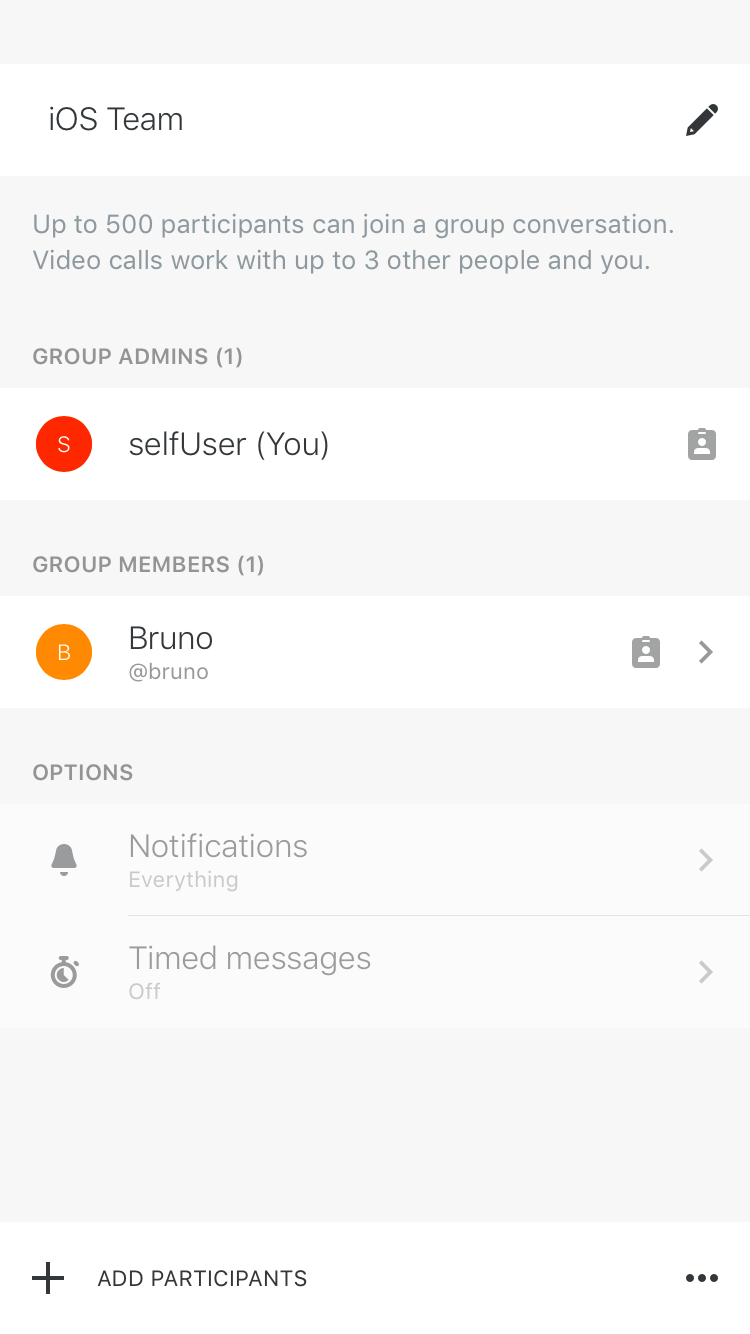 iOS Team
Up to 500 participants can join a group conversation.
Video calls work with up to 3 other people and you.
GROUP ADMINS (1)
S
selfUser (You)
GROUP MEMBERS (1)
B
Bruno
@bruno
OPTIONS
Notifications
Everything
Timed messages
Off
ADD PARTICIPANTS